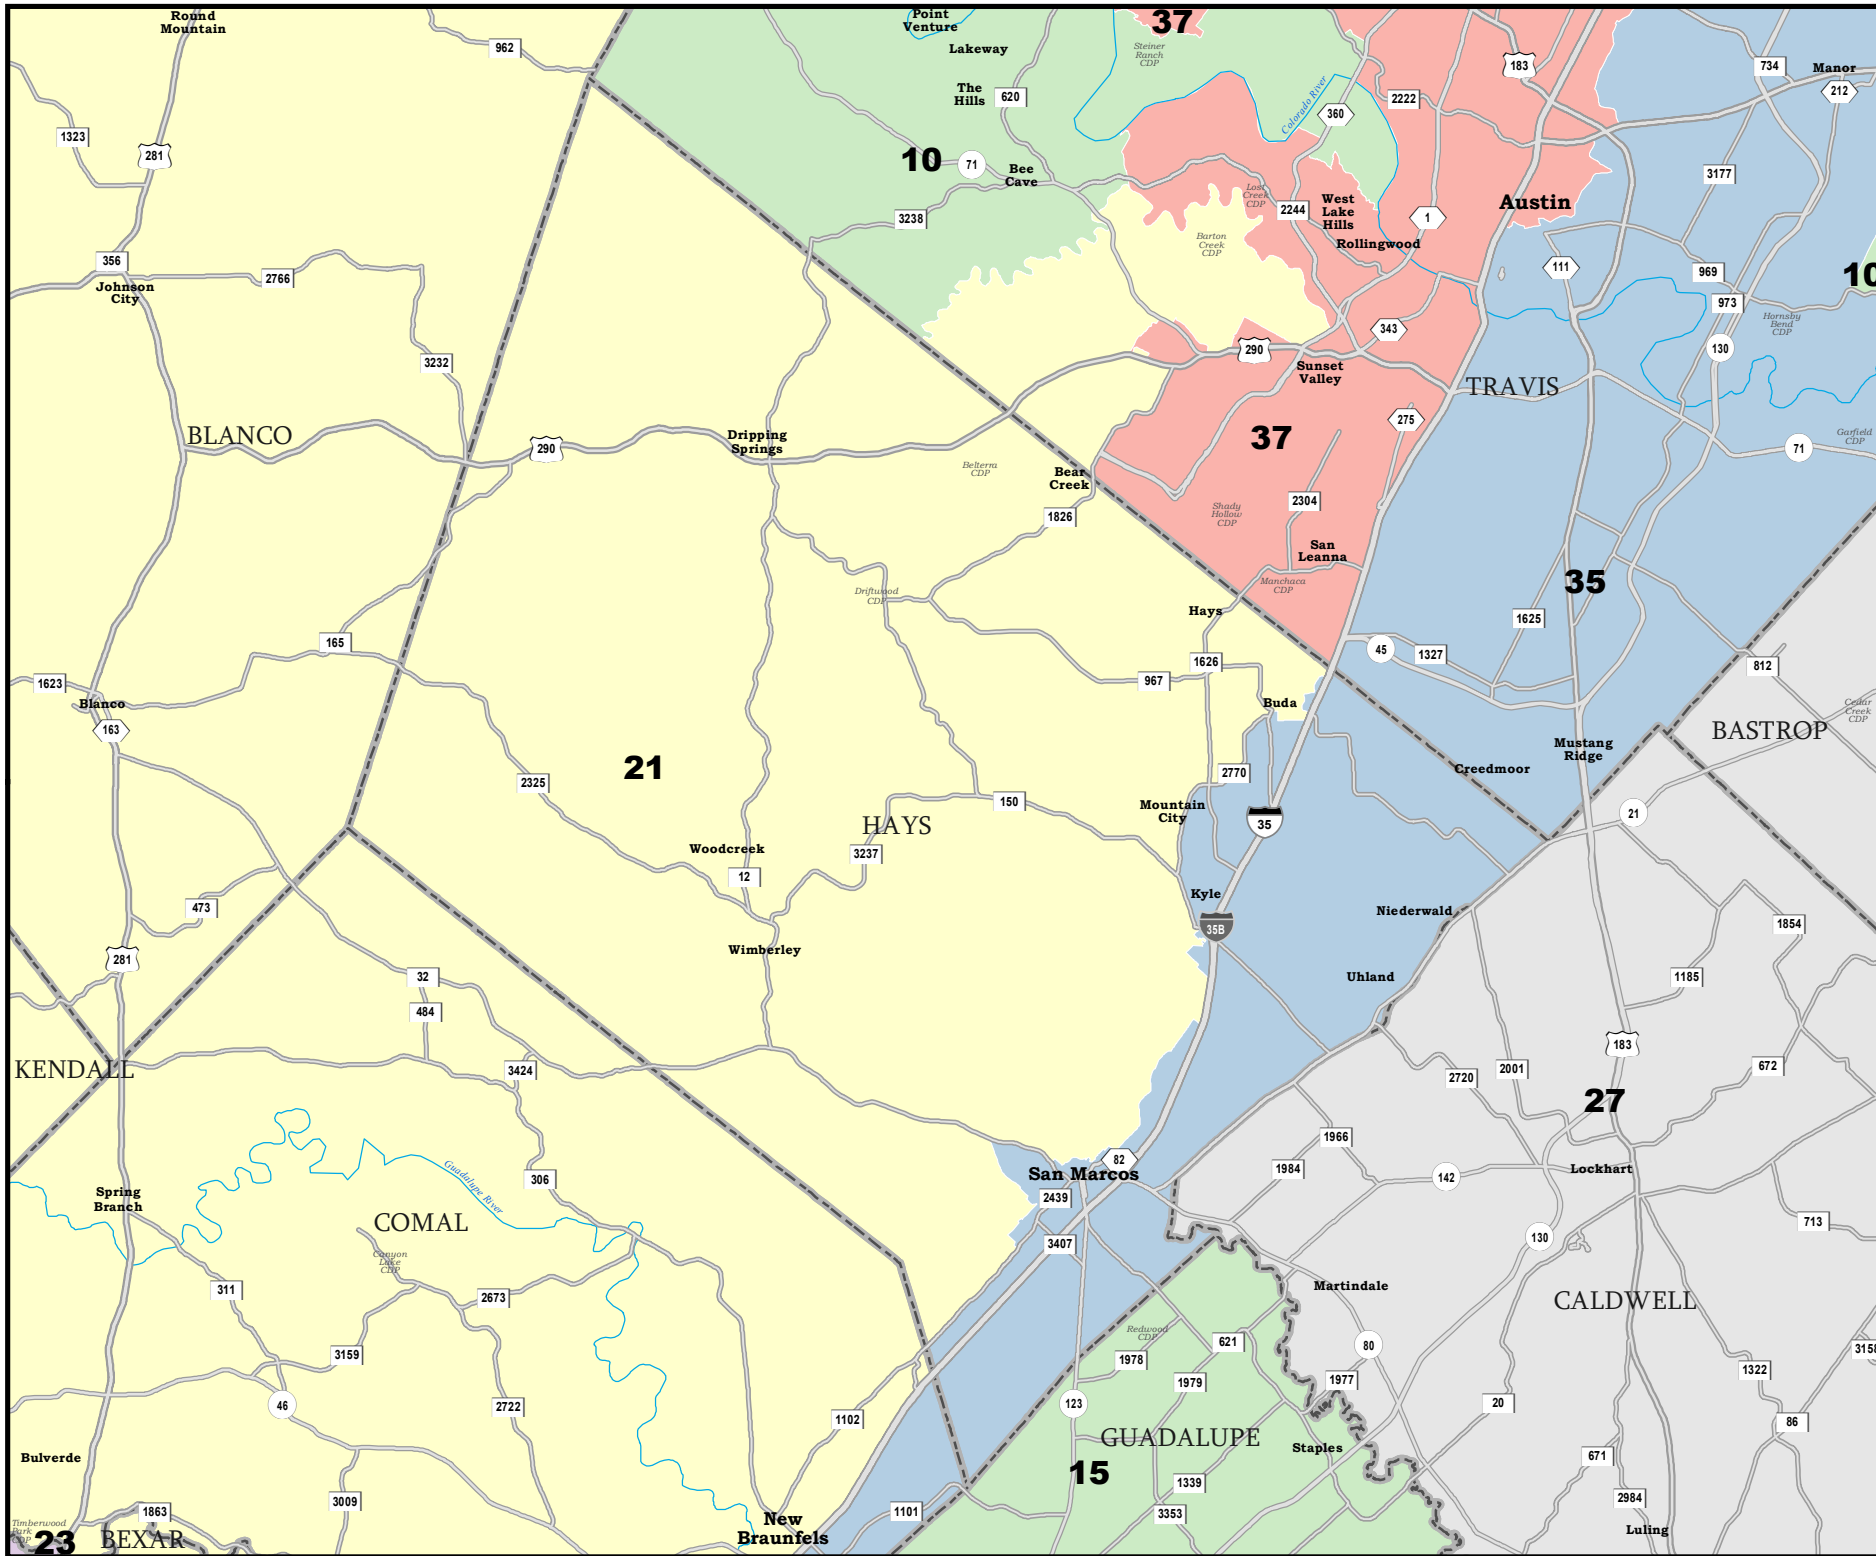 Round
Mountain
962
Point
Venture
Lakeway
37
Steiner
Ranch
CDP
183
734
Manor
212
The
Hills
620
2222
360
Colorado River
1323
281
10
71
Bee
Cave
3177
Lost
Creek
CDP
2244
West
Lake
Hills
Rollingwood
1
Austin
3238
Barton
Creek
CDP
356
Johnson
City
2766
111
969
10
973
Hornsby
Bend
CDP
343
130
290
Sunset
Valley
3232
TRAVIS
275
BLANCO
290
Dripping
Springs
37
Garfield
CDP
71
Belterra
CDP
Bear
Creek
2304
Shady
Hollow
CDP
1826
San
Leanna
Manchaca
CDP
35
Driftwood
CDP
Hays
1625
165
45
1327
1626
812
1623
967
Blanco
163
Buda
Cedar
Creek
CDP
BASTROP
Mustang
Ridge
Creedmoor
21
2325
2770
150
Mountain
City
35
21
HAYS
Woodcreek
3237
12
Kyle
473
Niederwald
1854
35B
Wimberley
281
Uhland
1185
32
484
183
KENDALL
3424
2001
672
2720
27
1966
82
1984
Lockhart
142
San Marcos
Guadalupe River
306
Spring
Branch
2439
COMAL
713
3407
130
Canyon
Lake
CDP
311
2673
Martindale
CALDWELL
Redwood
CDP
621
80
3159
1978
3158
1322
1977
1979
46
2722
123
20
1102
86
GUADALUPE
Staples
Bulverde
671
15
1339
3009
1863
1101
3353
2984
New
Braunfels
Timberwood
Park
CDP
23
BEXAR
Luling